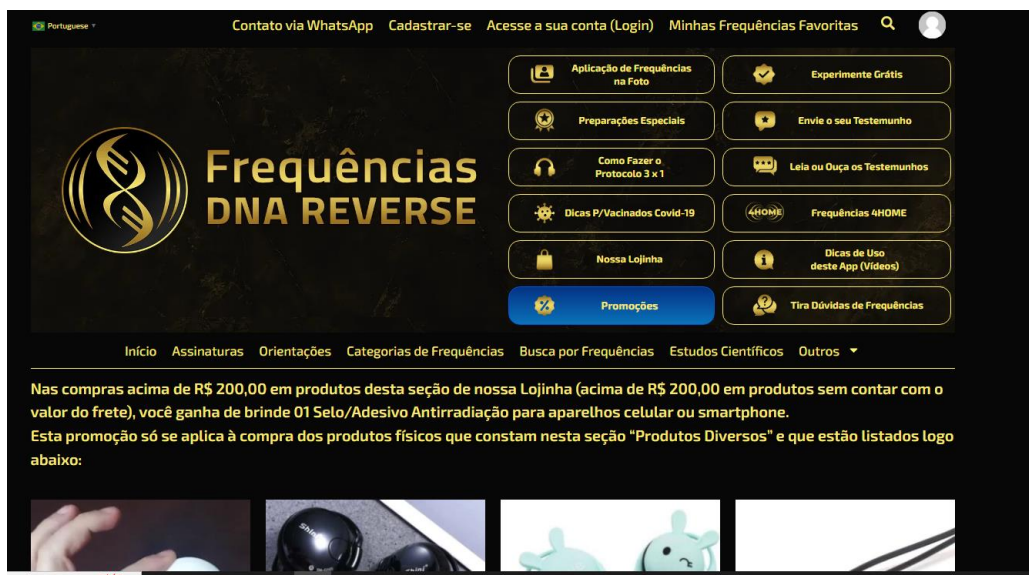 Portuguese
Contato via WhatsApp Cadastrar-se Acesse a sua conta (Login) Minhas Frequências Favoritas
Frequências
DNA REVERSE
Aplicação de Frequências
na Foto
Experimente Grátis
Preparações Especiais
Envie o seu Testemunho
Como Fazer o
Protocolo 3 x 1
Leia ou Ouça os Testemunhos
Dicas P/Vacinados Covid-19
4HOME
Frequências 4HOME
Nossa Lojinha
Dicas de Uso
deste App (Vídeos)
Promoções
Tira Dúvidas de Frequências
Início Assinaturas Orientações Categorias de Frequências Busca por Frequências Estudos Científicos Outros
Nas compras acima de R$ 200,00 em produtos desta seção de nossa Lojinha (acima de R$ 200,00 em produtos sem contar com o
valor do frete), você ganha de brinde 01 Selo/Adesivo Antirradiação para aparelhos celular ou smartphone.
Esta promoção só se aplica à compra dos produtos físicos que constam nesta seção "Produtos Diversos" e que estão listados logo
abaixo: